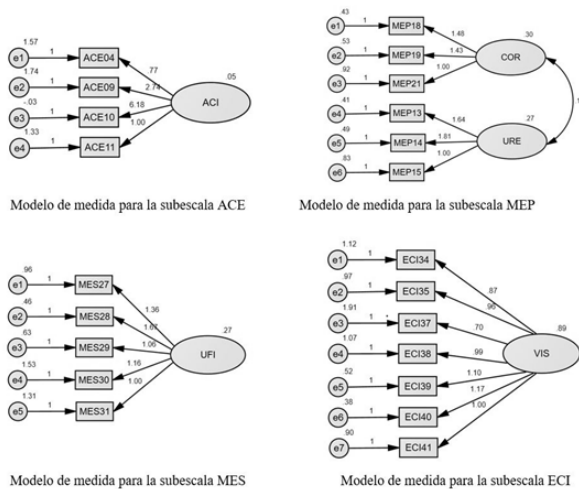 1.57
e1 1 ACE04
1.74
e2 1 ACE09
-.03
e3 1 ACE10
1.33
e4 1 ACE11
.77
2.74
6.18
1.00
.05
ACI
Modelo de medida para la subescala ACE
.43
e1 1 MEP18
.53
e2 1 MEP19
.92
e3 1 MEP21
.41
e4 1 MEP13
.49
e5 1 MEP14
.83
e6 1 MEP15
1.48
1.43
1.00
.30
COR
1.64
1.81
1.00
.27
URE
Modelo de medida para la subescala MEP
.96
e1 1 MES27
.46
e2 1 MES28
.63
e3 1 MES29
1.53
e4 1 MES30
1.31
e5 1 MES31
1.36
1.67
1.06
1.16
1.00
.27
UFI
Modelo de medida para la subescala MES
1.12
e1 1 ECI34
.97
e2 1 ECI35
1.91
e3 1 ECI37
1.07
e4 1 ECI38
.52
e5 1 ECI39
.38
e6 1 ECI40
.90
e7 1 ECI41
.87
.96
.70
.99
1.10
1.17
1.00
.89
VIS
Modelo de medida para la subescala ECI